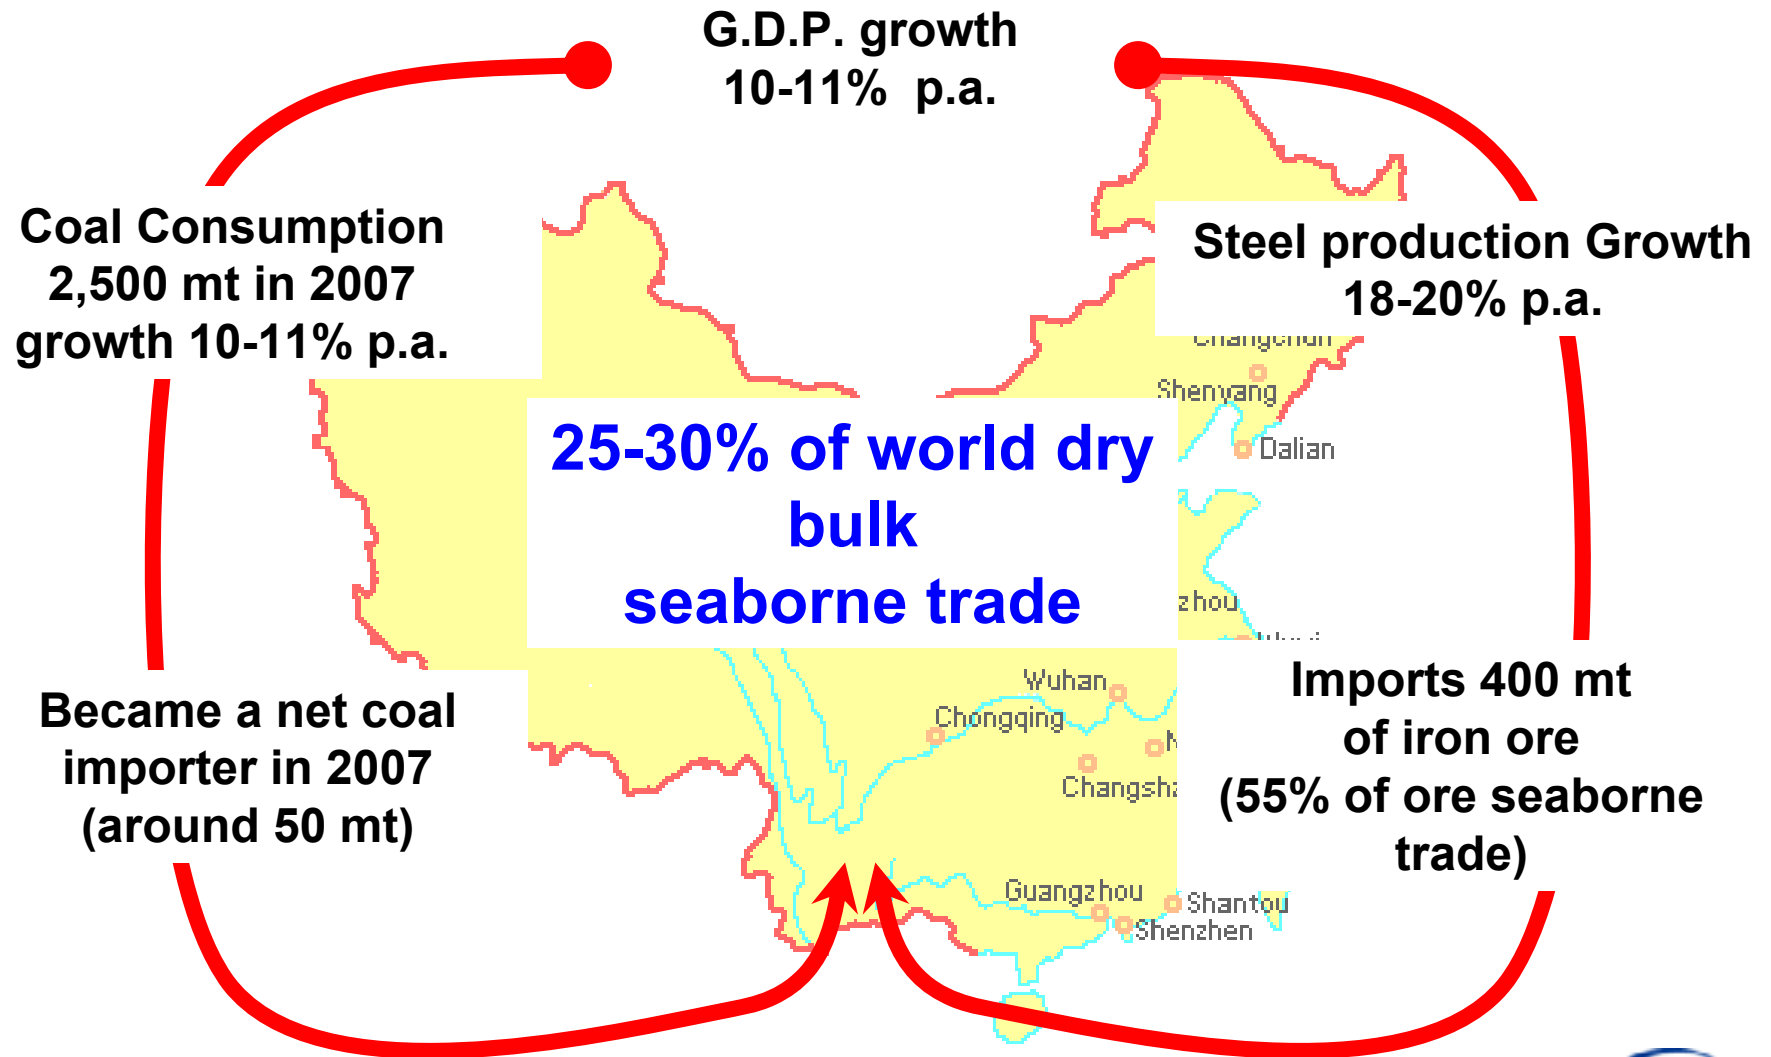 G.D.P. growth
10-11% p.a.
Coal Consumption
2,500 mt in 2007
growth 10-11% p.a.
Steel production Growth
18-20% p.a.
Shenyang
Dalian
25-30% of world dry
bulk
seaborne trade
zhou
Became a net coal
importer in 2007
(around 50 mt)
Wuhan
Chongqing
Imports 400 mt
of iron ore
(55% of ore seaborne
trade)
Guangzhou
Shantou
Shenzhen